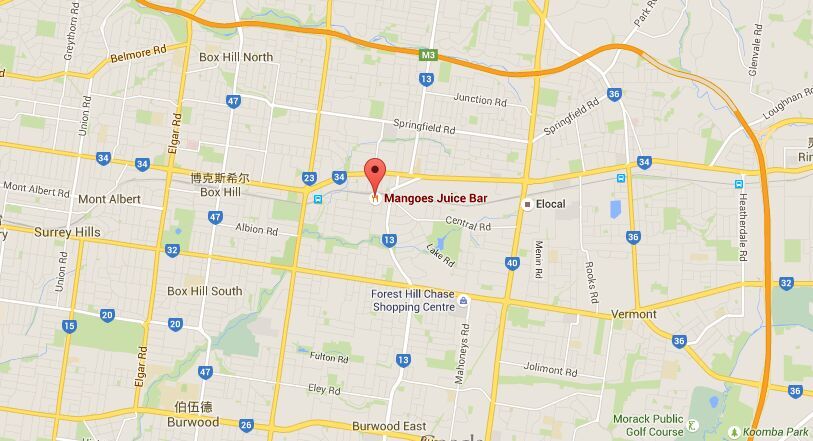 Greythorn Rd
Belmore Rd
Box Hill North
M3
Park Rd
Glenvale Rd
13
47
36
Junction Rd
Loughnan Rd
Union Rd
Elgar Rd
Springfield Rd
Springfield Rd
34
34
博克斯希尔
Box Hill
23
34
34
Mont Albert Rd
Mont Albert
Mangoes Juice Bar
Elocal
Heatherdale Rd
47
Surrey Hills
Albion Rd
Central Rd
13
36
32
Lake Rd
Menin Rd
40
Rooks Rd
Union Rd
Box Hill South
Forest Hill Chase
Shopping Centre
32
Vermont
15
20
20
Mahoneys Rd
36
Elgar Rd
Fulton Rd
13
47
Jolimont Rd
Eley Rd
36
伯伍德
Burwood
26
Burwood East
Morack Public
Golf Course
Koomba Park